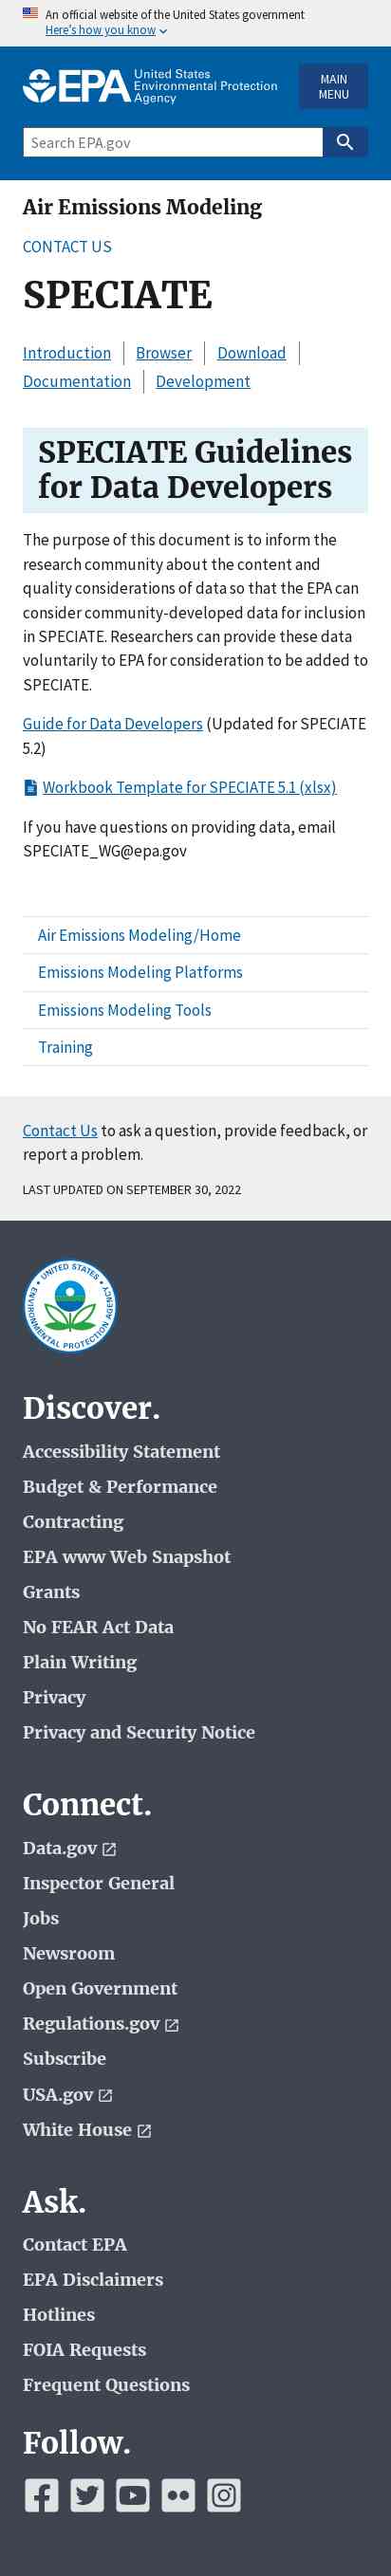 An official website of the United States government
Here's how you know
EPA United States
Environmental Protection
Agency
MAIN
MENU
Search EPA.gov
Air Emissions Modeling
CONTACT US
SPECIATE
Introduction Browse Download
Documentation Development
SPECIATE Guidelines
for Data Developers
The purpose of this document is to inform the
research community about the content and
quality considerations of data so that the EPA can
consider community-developed data for inclusion
in SPECIATE. Researchers can provide these data
voluntarily to EPA for consideration to be added to
SPECIATE.
Guide for Data Developers (Updated for SPECIATE
5.2)
Workbook Template for SPECIATE 5.1 (xlsx)
If you have questions on providing data, email
SPECIATE_WG@epa.gov
Air Emissions Modeling/Home
Emissions Modeling Platforms
Emissions Modeling Tools
Training
Contact Us to ask a question, provide feedback, or
report a problem.
LAST UPDATED ON SEPTEMBER 30, 2022
UNITED STATES
ENVIRONMENTAL PROTECTION AGENCY
Discover.
Accessibility Statement
Budget & Performance
Contracting
EPA www Web Snapshot
Grants
No FEAR Act Data
Plain Writing
Privacy
Privacy and Security Notice
Connect.
Data.gov
Inspector General
Jobs
Newsroom
Open Government
Regulations.gov
Subscribe
USA.gov
White House
Ask.
Contact EPA
EPA Disclaimers
Hotlines
FOIA Requests
Frequent Questions
Follow.